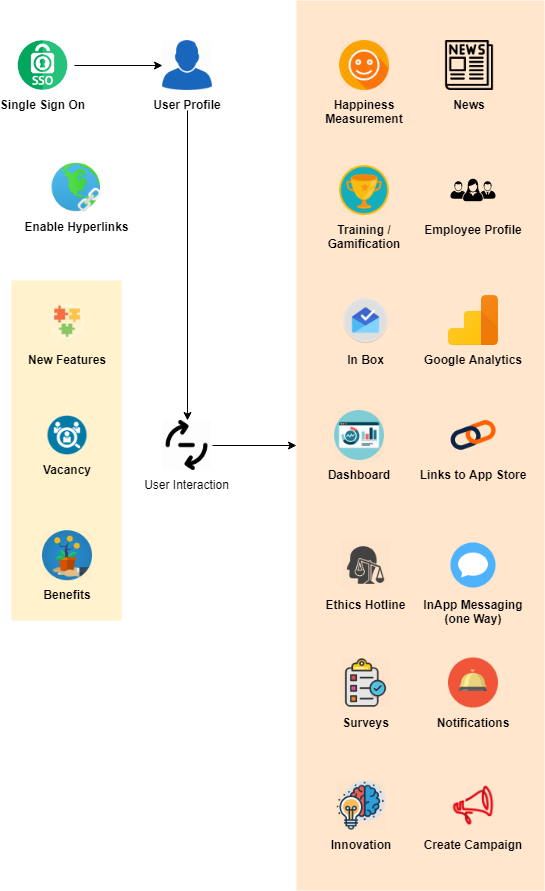 SSO
Single Sign On
User Profile
Enable Hyperlinks
New Features
Vacancy
Benefits
User Interaction
Happiness
Measurement
NEWS
News
Training /
Gamification
Employee Profile
In Box
Google Analytics
Dashboard
Links to App Store
Ethics Hotline
InApp Messaging
(one Way)
Surveys
Notifications
Innovation
Create Campaign